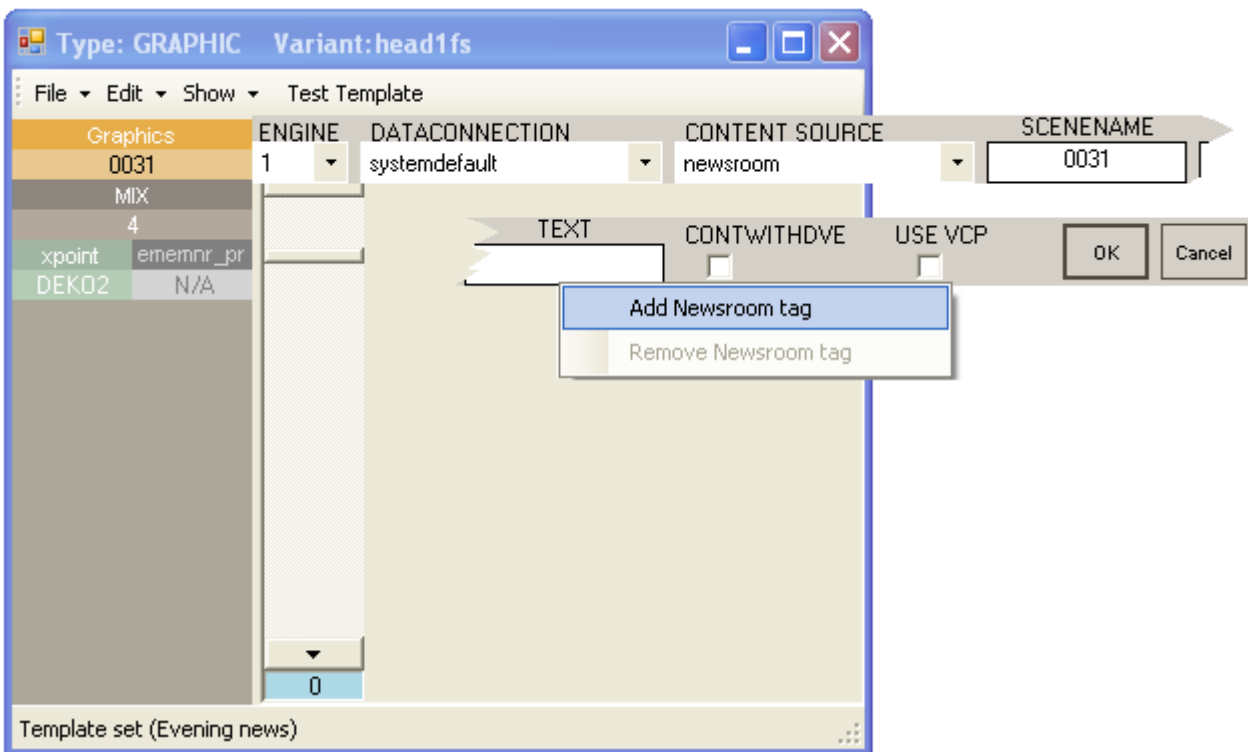 Type: GRAPHIC Variant:head1fs
File Edit Show Test Template
Graphics ENGINE DATACONNECTION CONTENT SOURCE SCENENAME
0031 1 systemdefault newsroom 0031
MIX
4
TEXT CONTWITHDVE USE VCP
xpoint ememnr_pr OK Cancel
DEKO2 N/A
Add Newsroom tag
Remove Newsroom tag
0
Template set (Evening news)